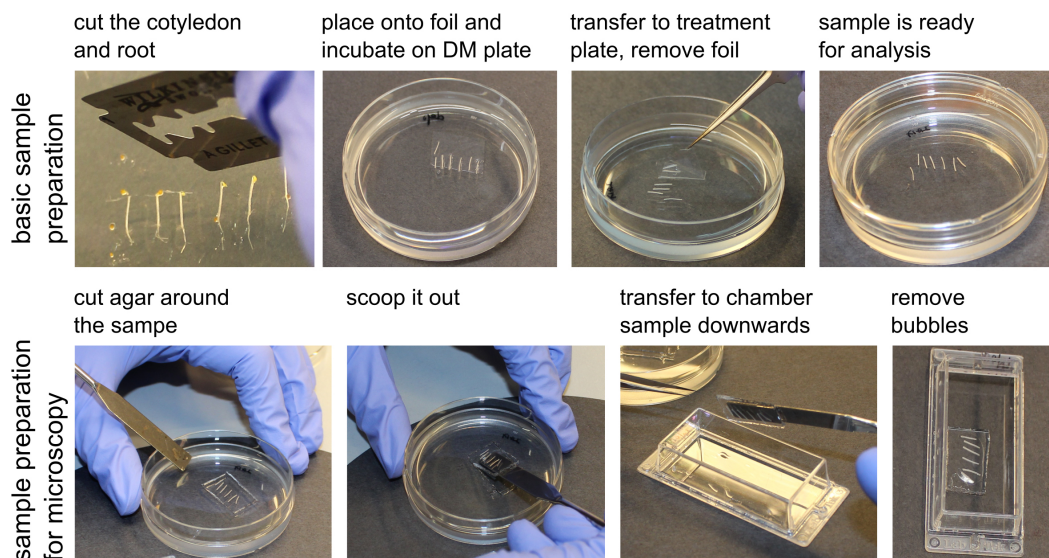 cut the cotyledon
and root
place onto foil and
incubate on DM plate
transfer to treatment
plate, remove foil
sample is ready
for analysis
basic sample
preparation
WILKINSO
A GILLET
cut agar around
the sampe
scoop it out
transfer to chamber
sample downwards
remove
bubbles
sample preparation
for microscopy